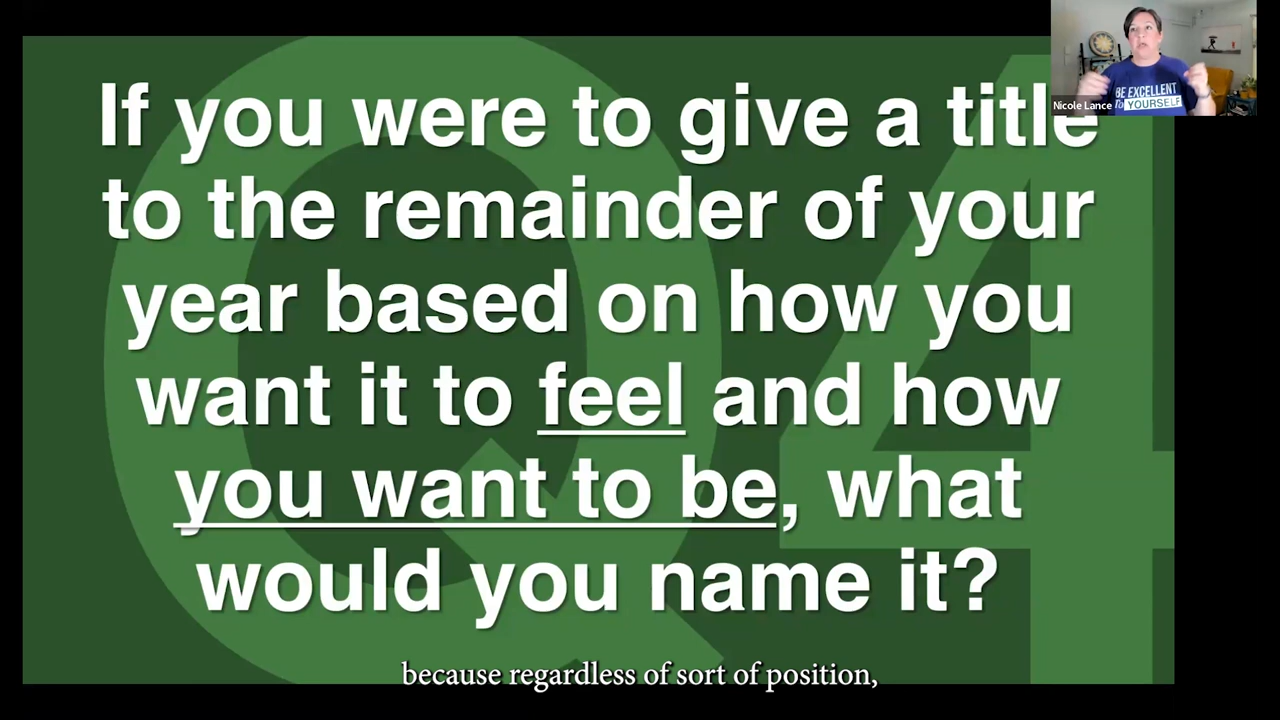 If you were to give a title
to the remainder of your
year based on how you
want it to feel and how
you want to be, what
would you name it?
Q4
Nicole Lance
BE EXCELLENT
TO YOURSELF
because regardless of sort of position,